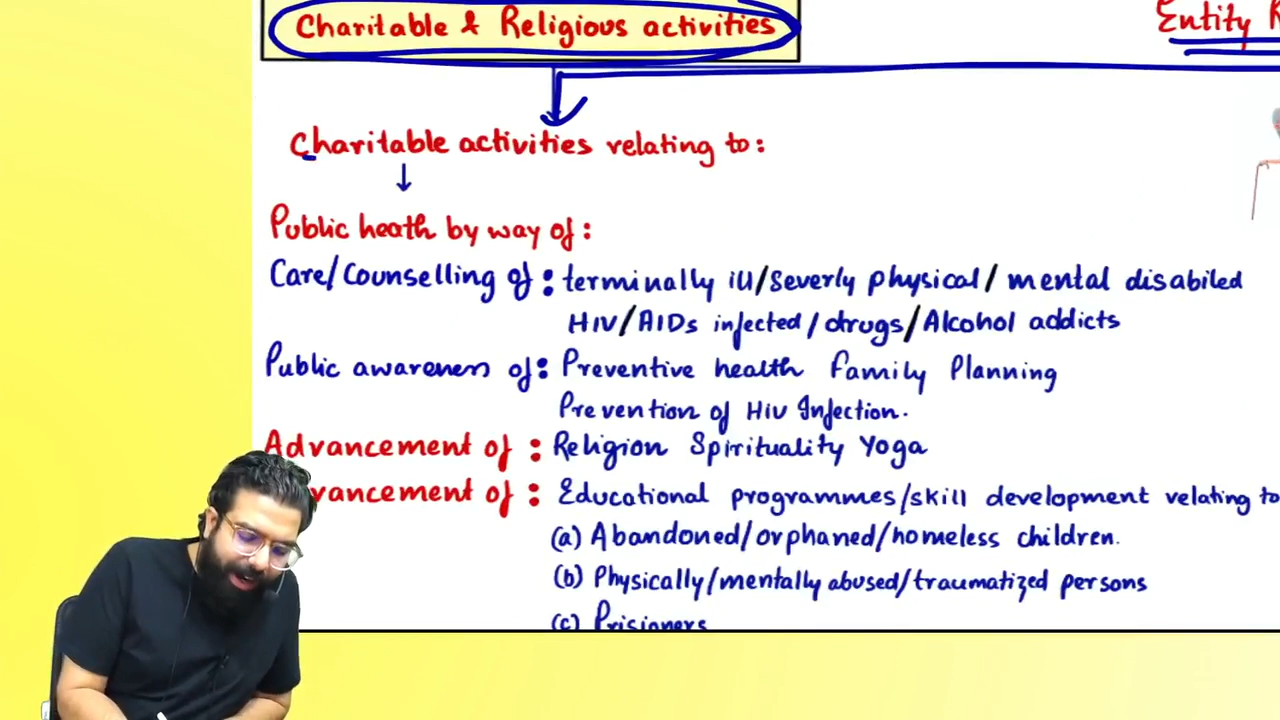 Charitable & Religious activities
Entity R
Charitable activities relating to:
Public heath by way of:
Care/Counselling of: terminally ill/Severly physical/mental disabiled
HIV/AIDs infected/drugs/Alcohol addicts
Public awareness of: Preventive health family Planning
Prevention of HIV Infection.
Advancement of: Religion Spirituality Yoga
vancement of: Educational programmes/skill development relating to
(a) Abandoned/orphaned/homeless children.
(b) Physically/mentally abused/traumatized persons
(c) Prisioners